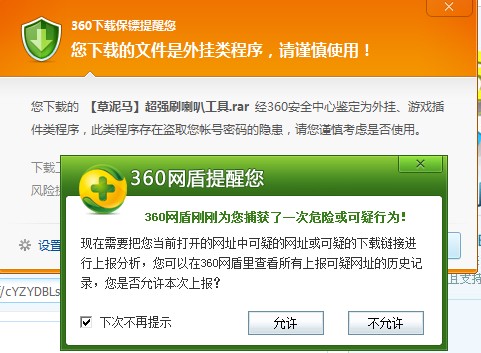 360下载保镖提醒您
您下载的文件是外挂类程序，请谨慎使用！
您下载的 【草泥马】超强刷喇叭工具.rar 经360安全中心鉴定为外挂、游戏插
件类程序，此类程序存在盗取您帐号密码的隐患，请您谨慎考虑是否使用。
下载
风险
设置
360网盾提醒您
360网盾刚刚为您捕获了一次危险或可疑行为！
现在需要把您当前打开的网址中可疑的网址或可疑的下载链接
进行上报分析，您可以在360网盾里查看所有上报可疑网址的历史记
录，您是否允许本次上报？
下次不再提示
允许
不允许
/cYZYDBLs
且支持